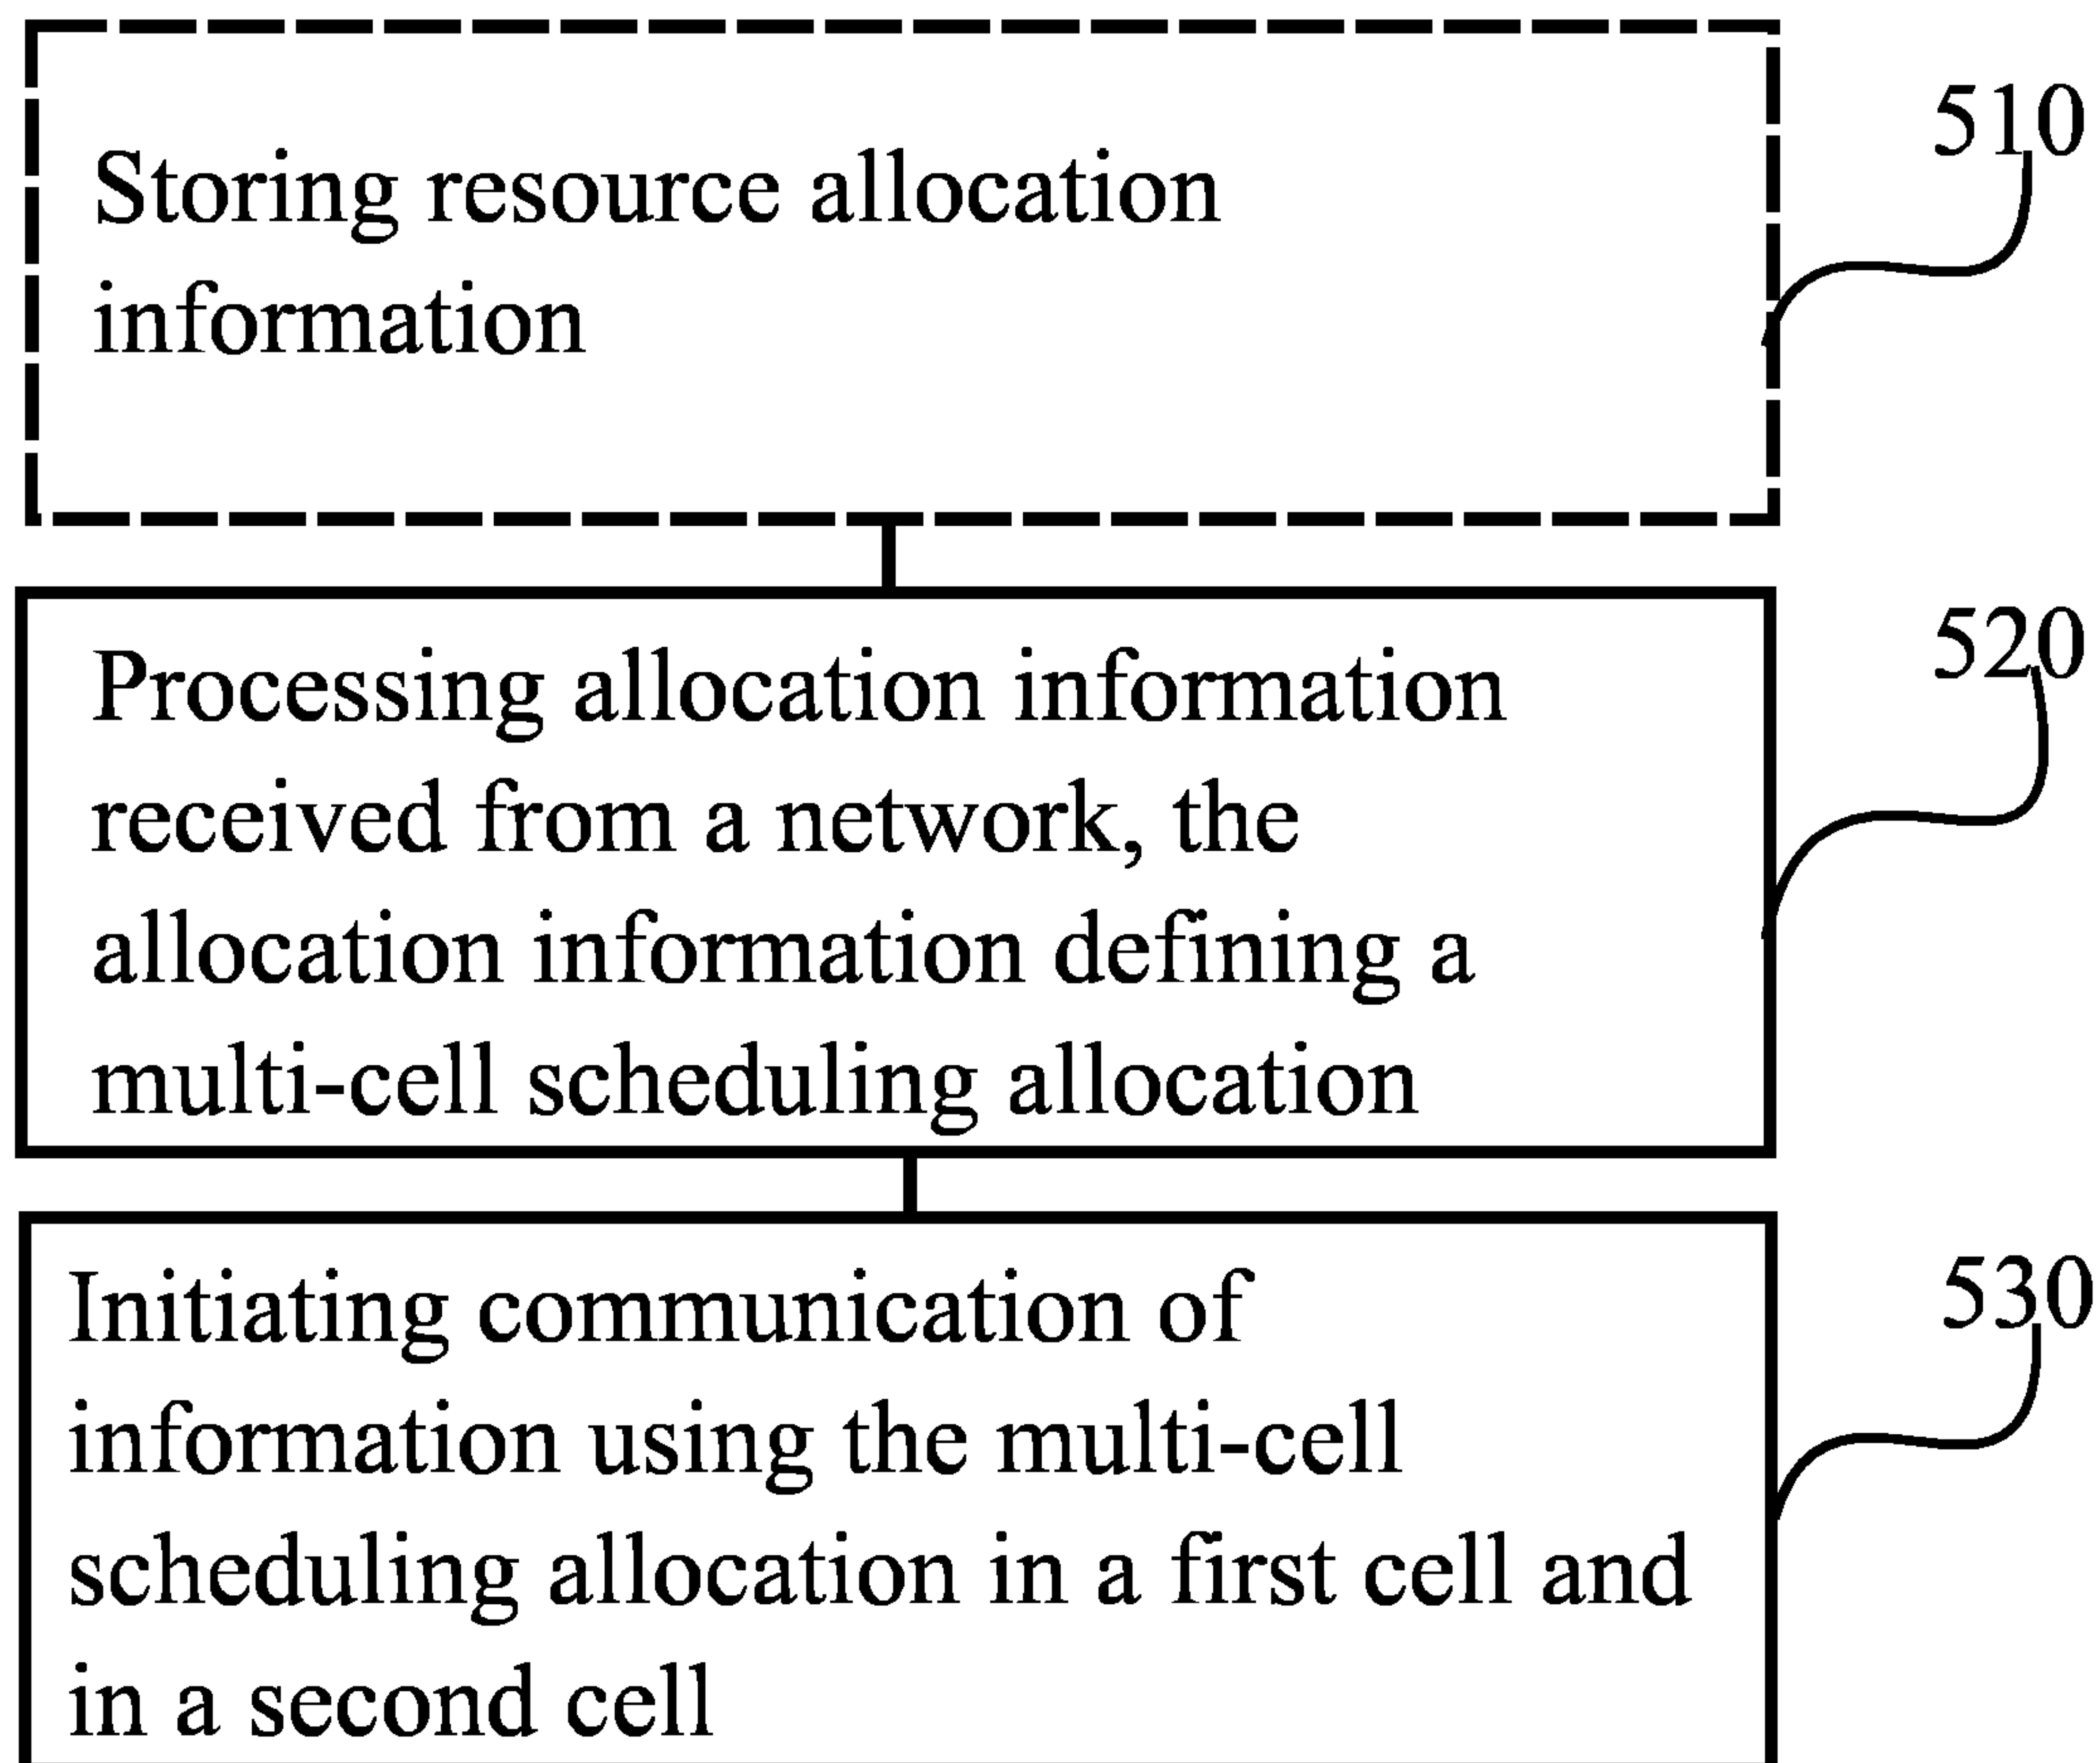 510
Storing resource allocation
information
520
Processing allocation information
received from a network, the
allocation information defining a
multi-cell scheduling allocation
530
Initiating communication of
information using the multi-cell
scheduling allocation in a first cell and
in a second cell